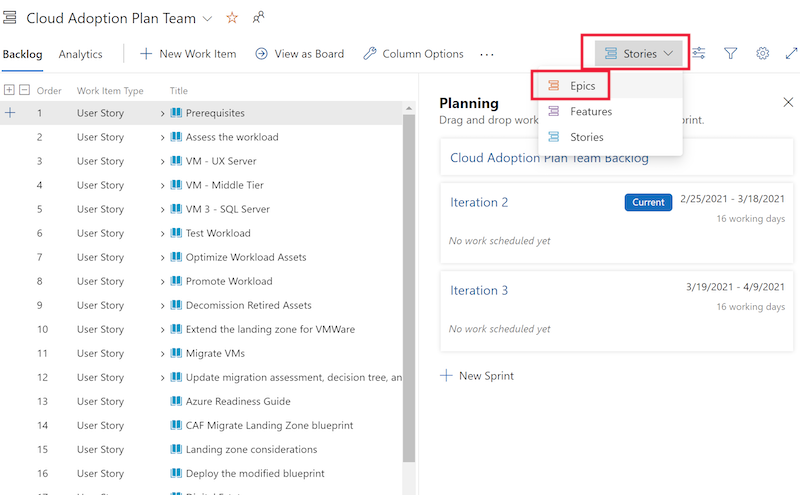 Cloud Adoption Plan Team
Backlog Analytics New Work Item View as Board Column Options ... Stories
Order Work Item Type Title
1 User Story Prerequisites
2 User Story Assess the workload
3 User Story VM - UX Server
4 User Story VM - Middle Tier
5 User Story VM 3 - SQL Server
6 User Story Test Workload
7 User Story Optimize Workload Assets
8 User Story Promote Workload
9 User Story Decomission Retired Assets
10 User Story Extend the landing zone for VMWare
11 User Story Migrate VMs
12 User Story Update migration assessment, decision tree, an
13 User Story Azure Readiness Guide
14 User Story CAF Migrate Landing Zone blueprint
15 User Story Landing zone considerations
16 User Story Deploy the modified blueprint
Epics
Features
Stories
Planning
Drag and drop work print.
Cloud Adoption Plan Team Backlog
Iteration 2 Current 2/25/2021 - 3/18/2021
16 working days
No work scheduled yet
Iteration 3 3/19/2021 - 4/9/2021
16 working days
No work scheduled yet
New Sprint